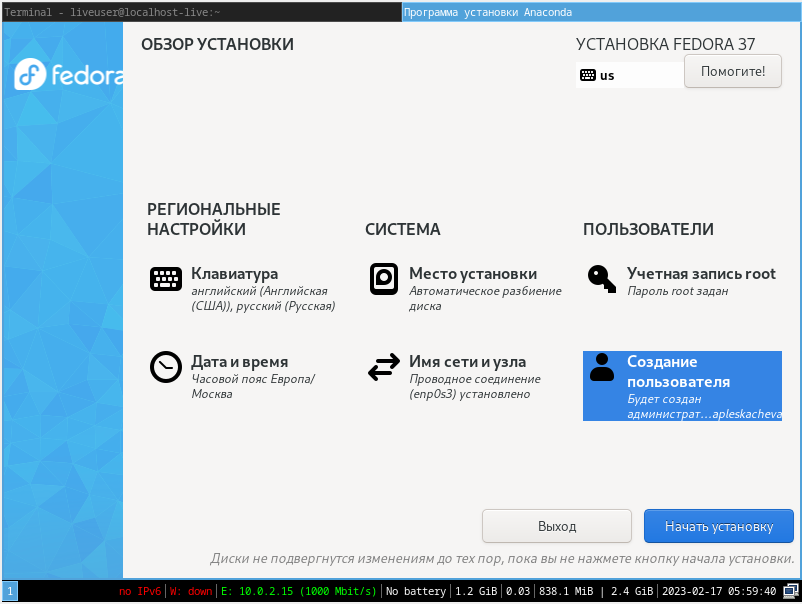 Terminal - liveuser@localhost-live:~
Программа установки Anaconda
fedora
ОБЗОР УСТАНОВКИ
УСТАНОВКА FEDORA 37
us
Помогите!
РЕГИОНАЛЬНЫЕ
НАСТРОЙКИ
СИСТЕМА
ПОЛЬЗОВАТЕЛИ
Клавиатура
английский (Английская
(США)), русский (Русская)
Место установки
Автоматическое разбиение
диска
Учетная запись root
Пароль root задан
Дата и время
Часовой пояс Европа/
Москва
Имя сети и узла
Проводное соединение
(enp0s3) установлено
Создание
пользователя
Будет создан
администрат…apleskacheva
Выход
Начать установку
Диски не подвергнутся изменениям до тех пор, пока вы не нажмете кнопку начала установки.
1
no IPv6 | W: down | E: 10.0.2.15 (1000 Mbit/s) | No battery | 1.2 GiB | 0.03 | 838.1 MiB | 2.4 GiB | 2023-02-17 05:59:40